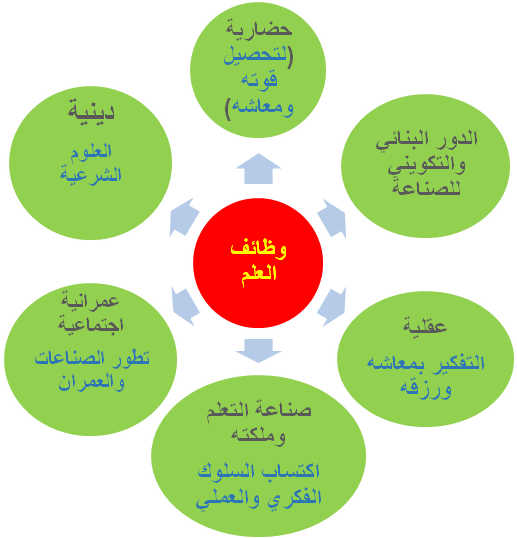 حضارية
(لتحصيل
قوته
ومعاشه)
الدور البنائي
والتكويني
للصناعة
عقلية
التفكير بمعاشه
ورزقه
صناعة التعلم
وملكته
اكتساب السلوك
الفكري والعملي
عمرانية
اجتماعية
تطور الصناعات
والعمران
دينية
العلوم
الشرعية
وظائف
العلم